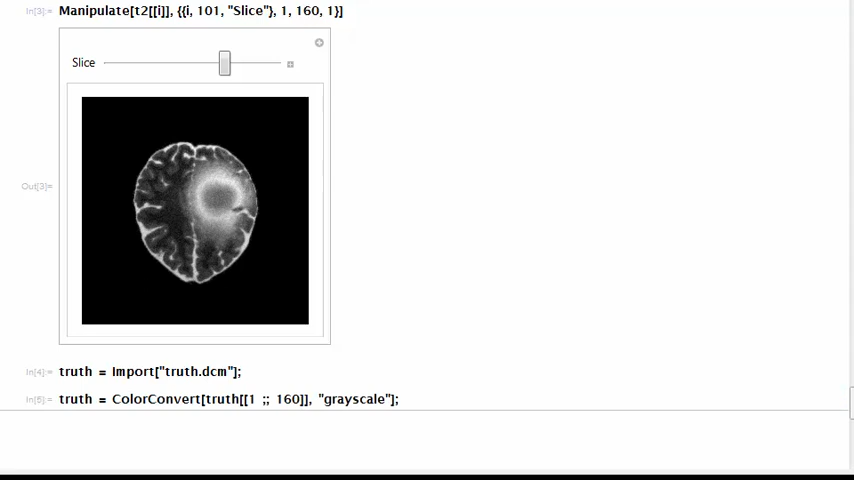 In[3]:= Manipulate[t2[[i]], {{i, 101, "Slice"}, 1, 160, 1}]
Slice
Out[3]=
In[4]:= truth = Import["truth.dcm"];
In[5]:= truth = ColorConvert[truth[[1 ;; 160]], "grayscale"];